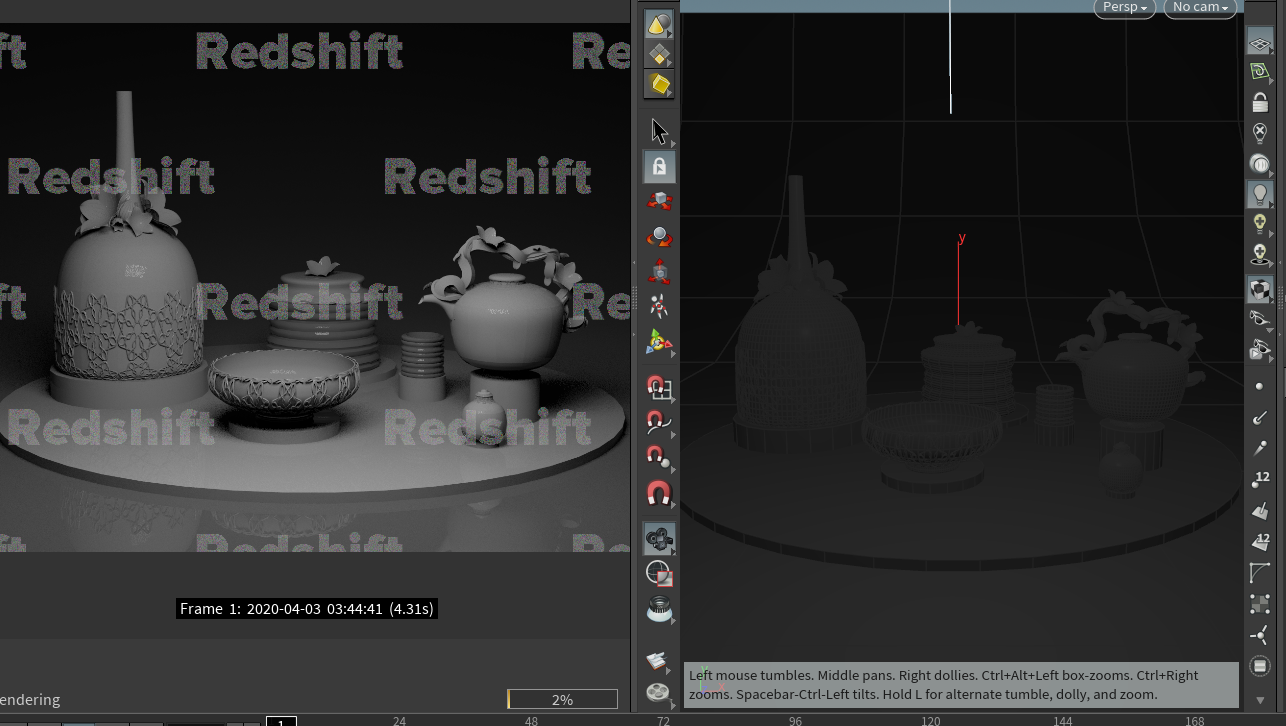 ft Redshift Re
Redshift Redshift
ft Redshift Re
Redshift Redshift
ft Redshift Re
Frame 1: 2020-04-03 03:44:41 (4.31s)
endering 2%
1 24 48 72 96 120 144 168
Persp No cam
y
12
12
Left mouse tumbles. Middle pans. Right dollies. Ctrl+Alt+Left box-zooms. Ctrl+Right
zooms. Spacebar-Ctrl-Left tilts. Hold L for alternate tumble, dolly, and zoom.